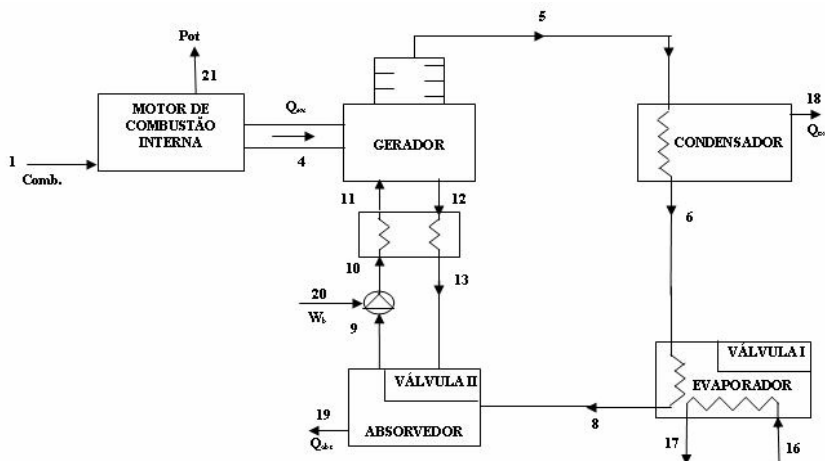 Pot
5
21
MOTOR DE
COMBUSTÃO
INTERNA
18
GERADOR
CONDENSADOR
1
Comb.
4
11
12
6
10
13
20
9
VÁLVULA II
VÁLVULA I
EVAPORADOR
19
ABSORVEDOR
8
17
16